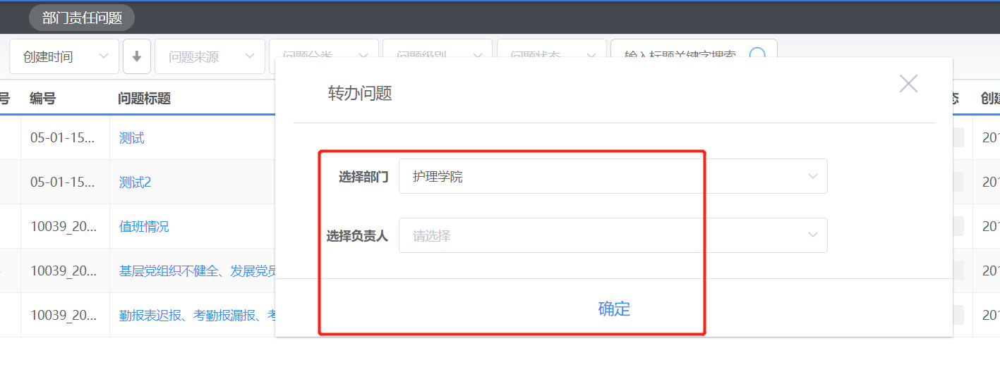 部门责任问题
创建时间 问题来源 问题分类 问题级别 问题状态 输入标题关键字搜索
号 编号 问题标题 态 创建
转办问题
05-01-15... 测试 201
选择部门 护理学院
05-01-15... 测试2 201
10039_20... 值班情况 201
选择负责人 请选择
10039_20... 基层党组织不健全、发展党员 201
10039_20... 勤报表迟报、考勤报漏报、考 201
确定